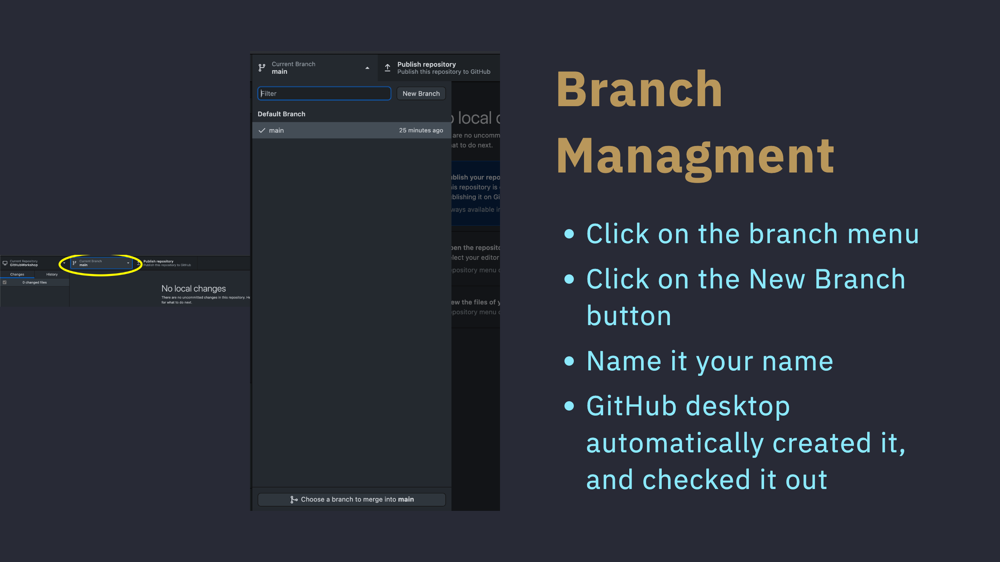 Current Repository
GitHubWorkshop
Current Branch
main
Publish repository
Publish this repository to GitHub
Changes
History
0 changed files
No local changes
There are no uncommitted changes in this repository. He
for what to do next.
Current Branch
main
Publish repository
Publish this repository to GitHub
Filter
New Branch
Default Branch
main
25 minutes ago
local
are no uncomm
at to do next.
blish your repo
is repository is
blishing it on Gi
ways available in
pen the reposito
lect your editor
pository menu
ew the files of y
pository menu
Choose a branch to merge into main
Branch
Managment
• Click on the branch menu
• Click on the New Branch
button
• Name it your name
• GitHub desktop
automatically created it,
and checked it out